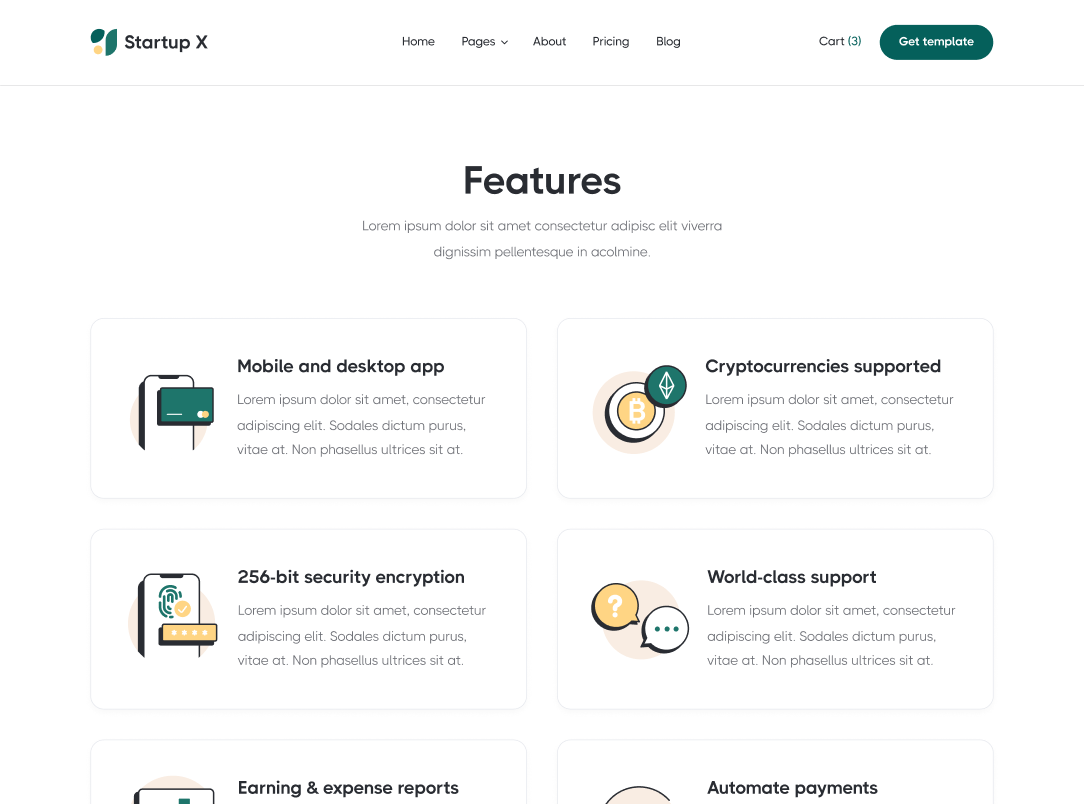 Startup X
Home
Pages
About
Pricing
Blog
Cart (3)
Get template
Features
Lorem ipsum dolor sit amet consectetur adipisc elit viverra
dignissim pellentesque in acolmine.
Mobile and desktop app
Lorem ipsum dolor sit amet, consectetur
adipiscing elit. Sodales dictum purus,
vitae at. Non phasellus ultrices sit at.
Cryptocurrencies supported
Lorem ipsum dolor sit amet, consectetur
adipiscing elit. Sodales dictum purus,
vitae at. Non phasellus ultrices sit at.
256-bit security encryption
Lorem ipsum dolor sit amet, consectetur
adipiscing elit. Sodales dictum purus,
vitae at. Non phasellus ultrices sit at.
World-class support
Lorem ipsum dolor sit amet, consectetur
adipiscing elit. Sodales dictum purus,
vitae at. Non phasellus ultrices sit at.
Earning & expense reports
Automate payments